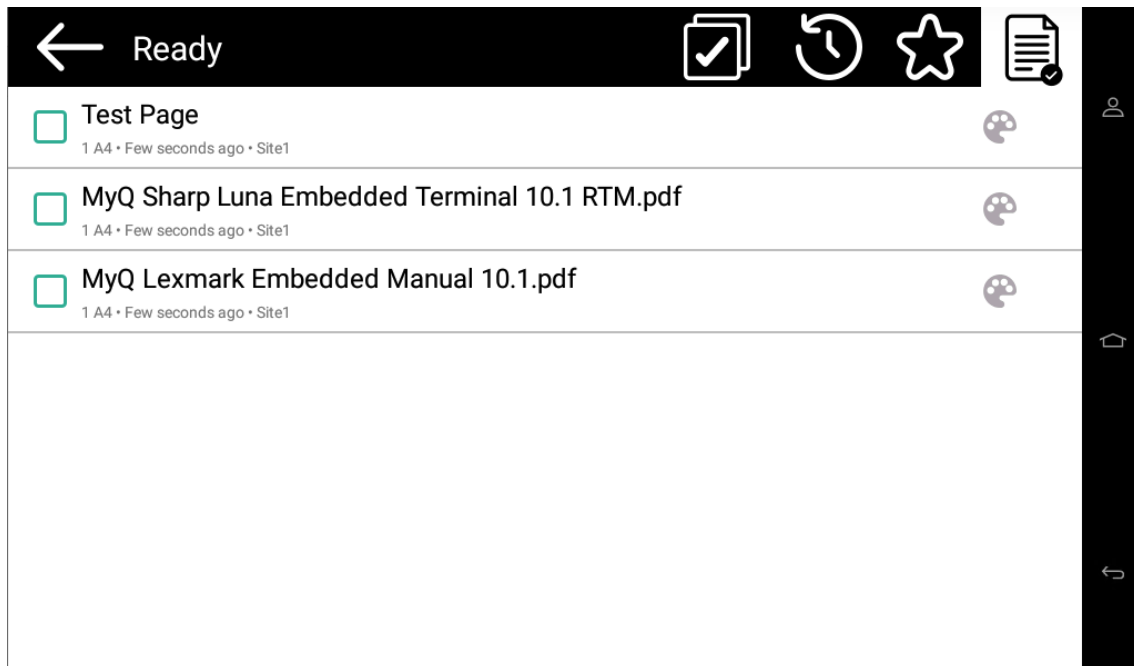 Ready
Test Page
1 A4 • Few seconds ago • Site1
MyQ Sharp Luna Embedded Terminal 10.1 RTM.pdf
1 A4 • Few seconds ago • Site1
MyQ Lexmark Embedded Manual 10.1.pdf
1 A4 • Few seconds ago • Site1